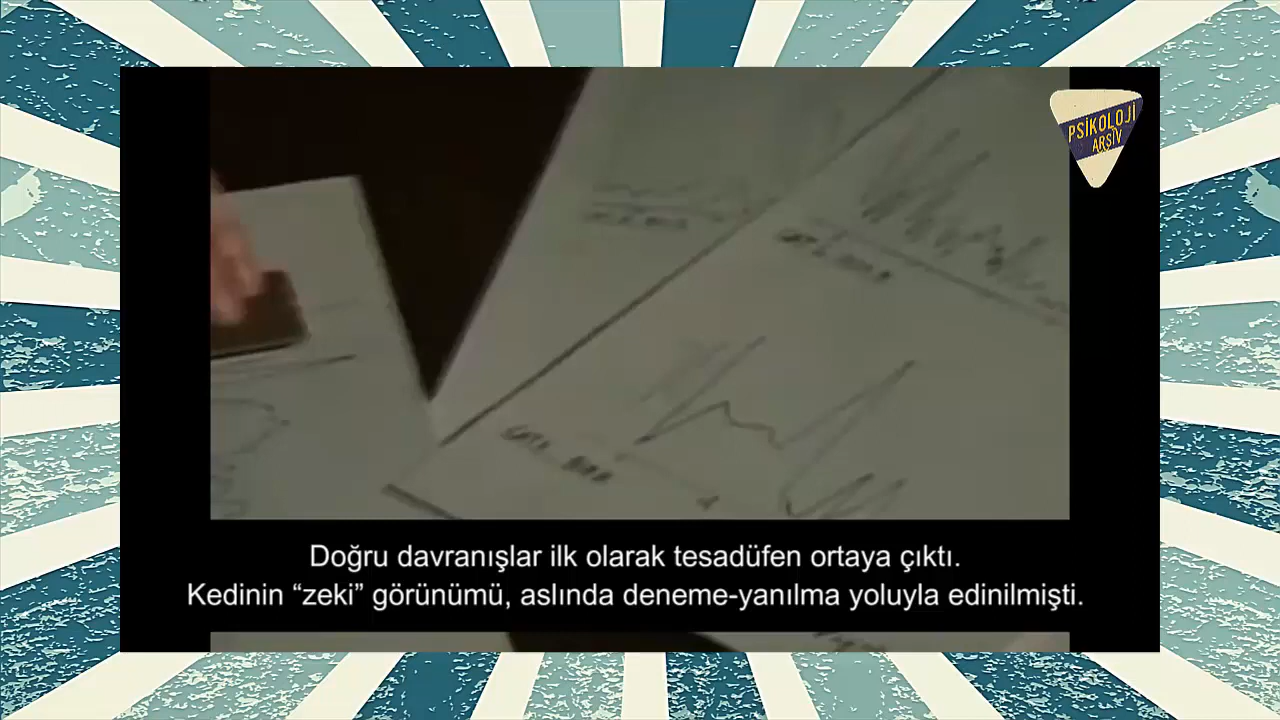 PSİKOLOJİ
ARŞİV
Doğru davranışlar ilk olarak tesadüfen ortaya çıktı.
Kedinin “zeki” görünümü, aslında deneme-yanılma yoluyla edinilmişti.